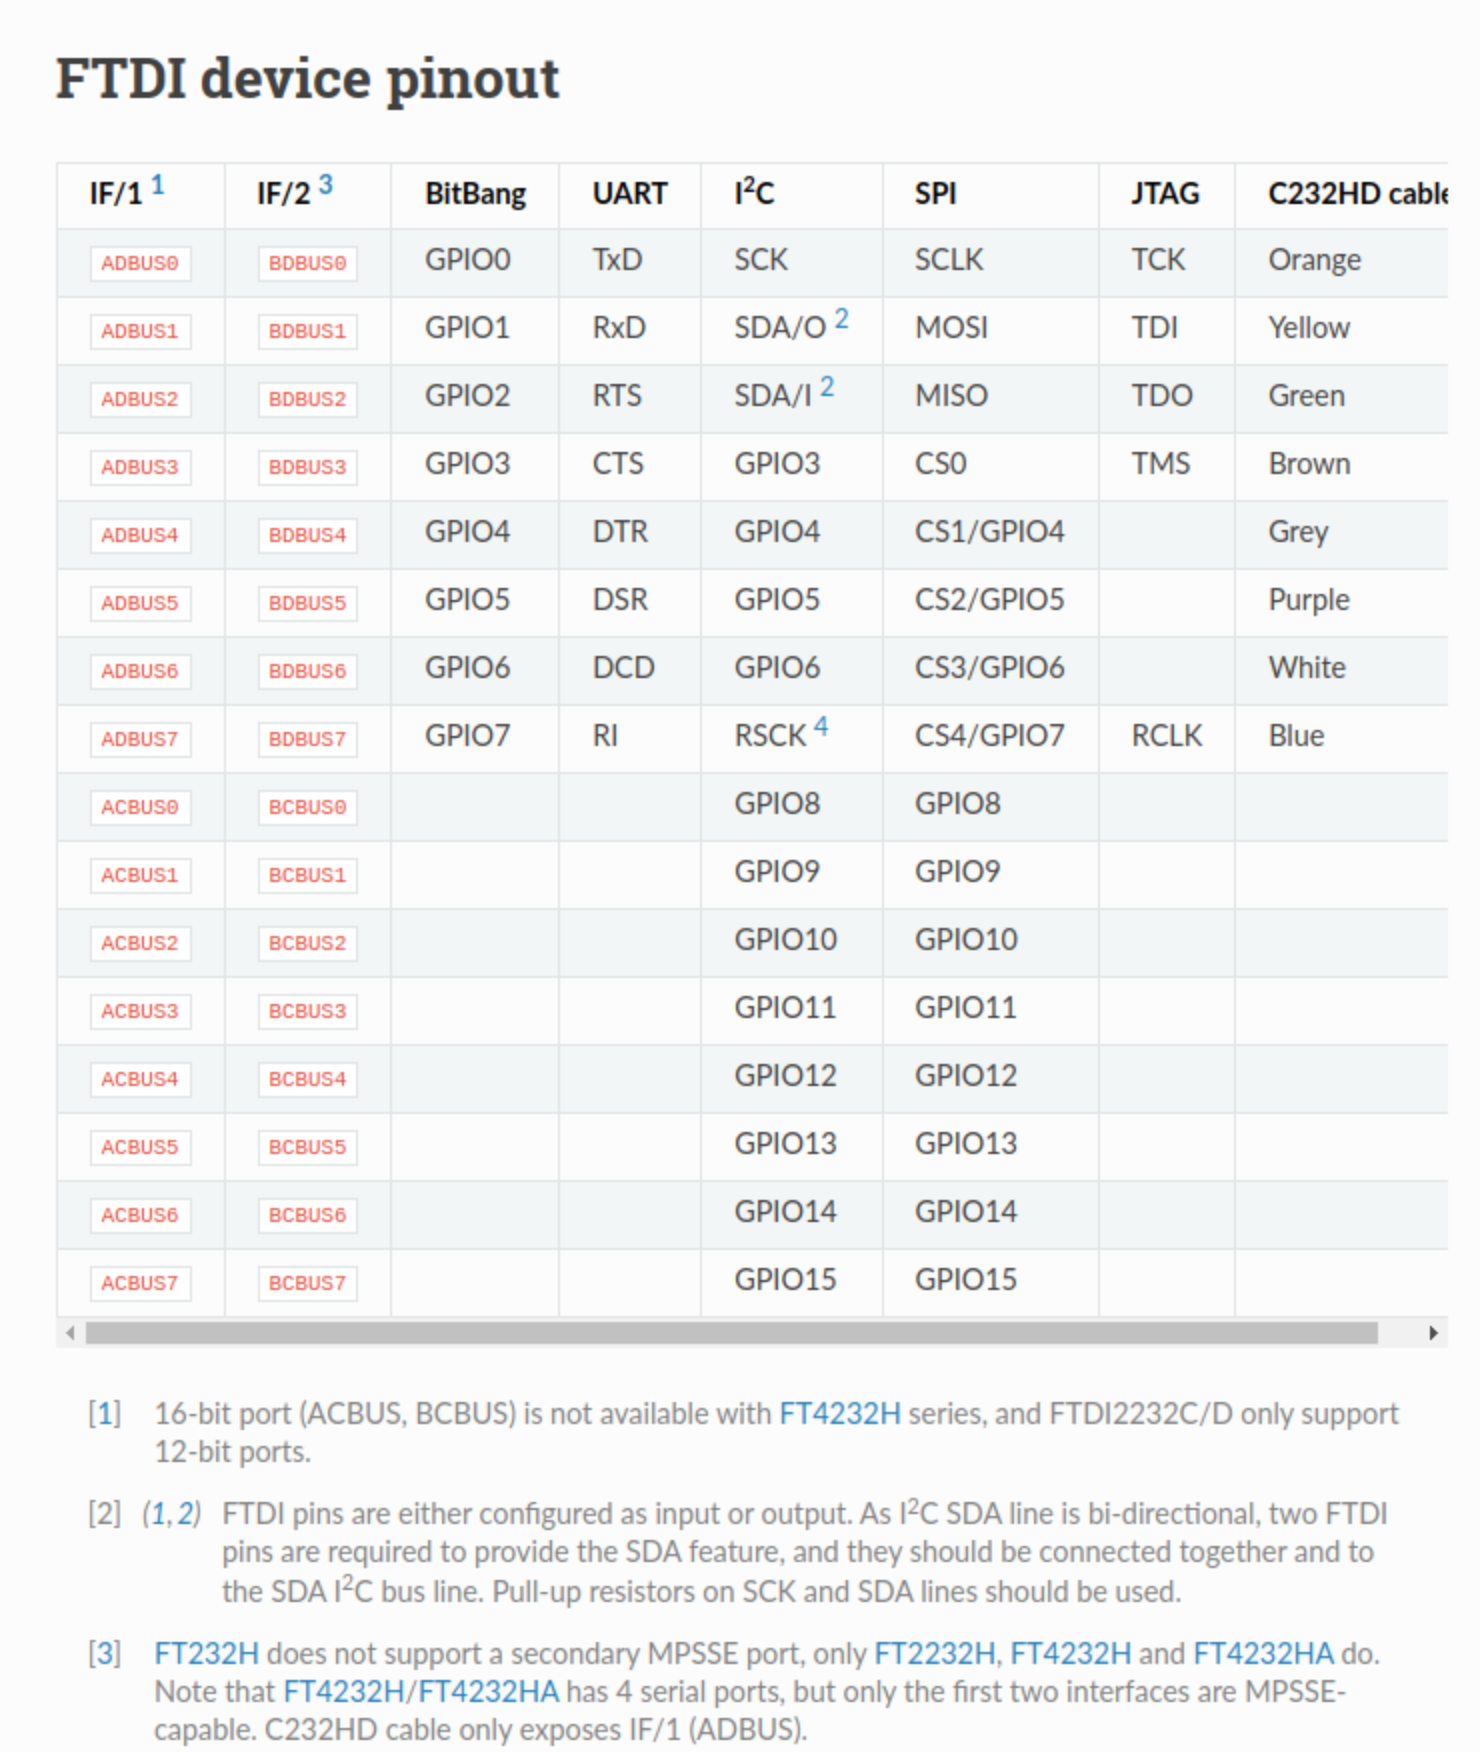 FTDI device pinout
IF/1 1 IF/2 3 BitBang UART I2C SPI JTAG C232HD cable
ADBUS0 BDBUS0 GPIO0 TxD SCK SCLK TCK Orange
ADBUS1 BDBUS1 GPIO1 RxD SDA/O 2 MOSI TDI Yellow
ADBUS2 BDBUS2 GPIO2 RTS SDA/I 2 MISO TDO Green
ADBUS3 BDBUS3 GPIO3 CTS GPIO3 CS0 TMS Brown
ADBUS4 BDBUS4 GPIO4 DTR GPIO4 CS1/GPIO4 Grey
ADBUS5 BDBUS5 GPIO5 DSR GPIO5 CS2/GPIO5 Purple
ADBUS6 BDBUS6 GPIO6 DCD GPIO6 CS3/GPIO6 White
ADBUS7 BDBUS7 GPIO7 RI RSCK 4 CS4/GPIO7 RCLK Blue
ACBUS0 BCBUS0 GPIO8 GPIO8
ACBUS1 BCBUS1 GPIO9 GPIO9
ACBUS2 BCBUS2 GPIO10 GPIO10
ACBUS3 BCBUS3 GPIO11 GPIO11
ACBUS4 BCBUS4 GPIO12 GPIO12
ACBUS5 BCBUS5 GPIO13 GPIO13
ACBUS6 BCBUS6 GPIO14 GPIO14
ACBUS7 BCBUS7 GPIO15 GPIO15
[1] 16-bit port (ACBUS, BCBUS) is not available with FT4232H series, and FTDI2232C/D only support
12-bit ports.
[2] (1, 2) FTDI pins are either configured as input or output. As I2C SDA line is bi-directional, two FTDI
pins are required to provide the SDA feature, and they should be connected together and to
the SDA I2C bus line. Pull-up resistors on SCK and SDA lines should be used.
[3] FT232H does not support a secondary MPSSE port, only FT2232H, FT4232H and FT4232HA do.
Note that FT4232H/FT4232HA has 4 serial ports, but only the first two interfaces are MPSSE-
capable. C232HD cable only exposes IF/1 (ADBUS).